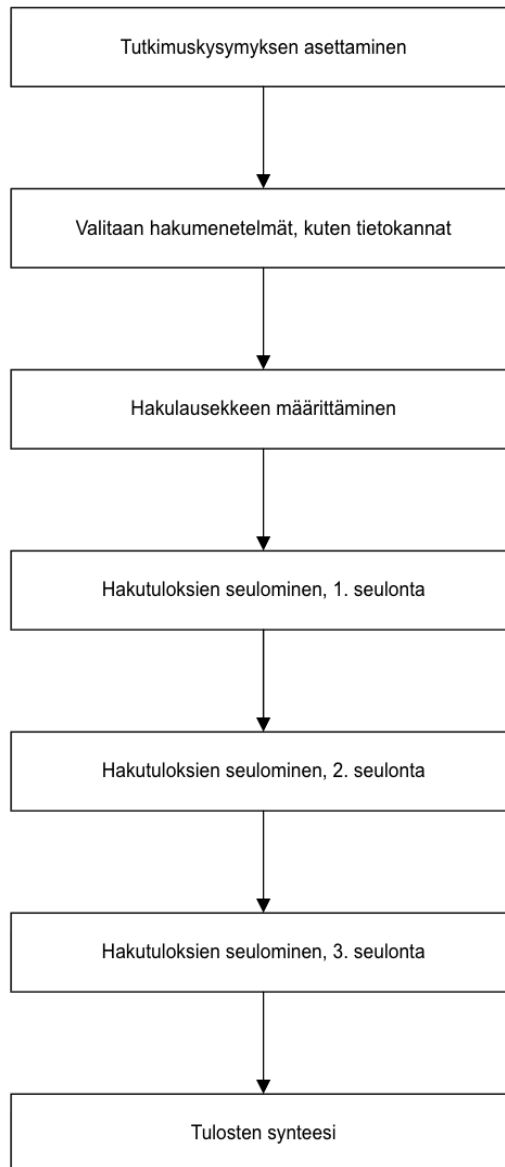 Tutkimuskysymyksen asettaminen
Valitaan hakumenetelmät, kuten tietokannat
Hakulausekkeen määrittäminen
Hakutuloksien seulominen, 1. seulonta
Hakutuloksien seulominen, 2. seulonta
Hakutuloksien seulominen, 3. seulonta
Tulosten synteesi